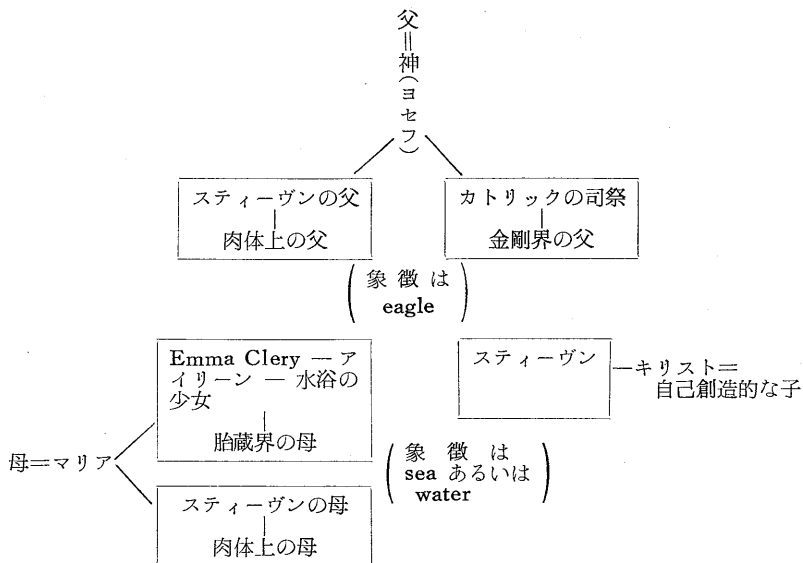 父＝神（ヨセフ）
スティーヴンの父
肉体上の父
カトリックの司祭
金剛界の父
象徴は
eagle
Emma Clery — ア
イリーン — 水浴の
少女
胎蔵界の母
スティーヴン
キリスト＝
自己創造的な子
母＝マリア
象徴は
sea あるいは
water
スティーヴンの母
肉体上の母